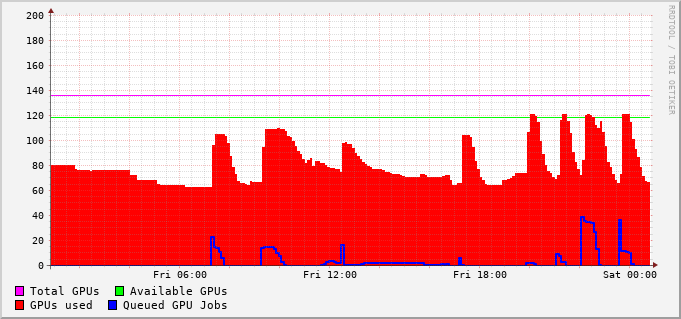 200
180
160
140
120
100
80
60
40
20
0
Fri 06:00 Fri 12:00 Fri 18:00 Sat 00:00
Total GPUs Available GPUs
GPUs used Queued GPU Jobs
RRDTOOL / TOBI OETIKER